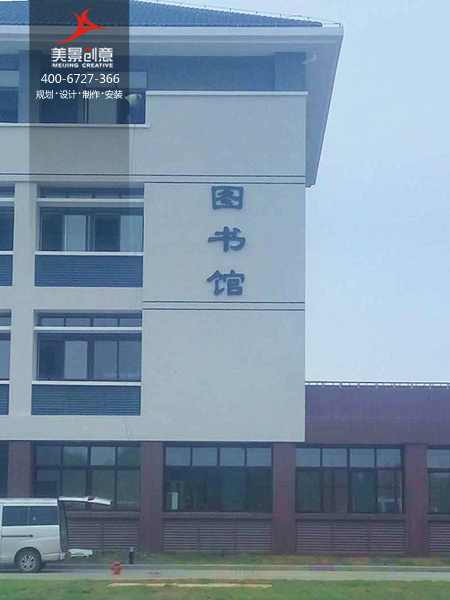 美景创意
MEIJING CREATIVE
400-6727-366
规划·设计·制作·安装
图
书
馆